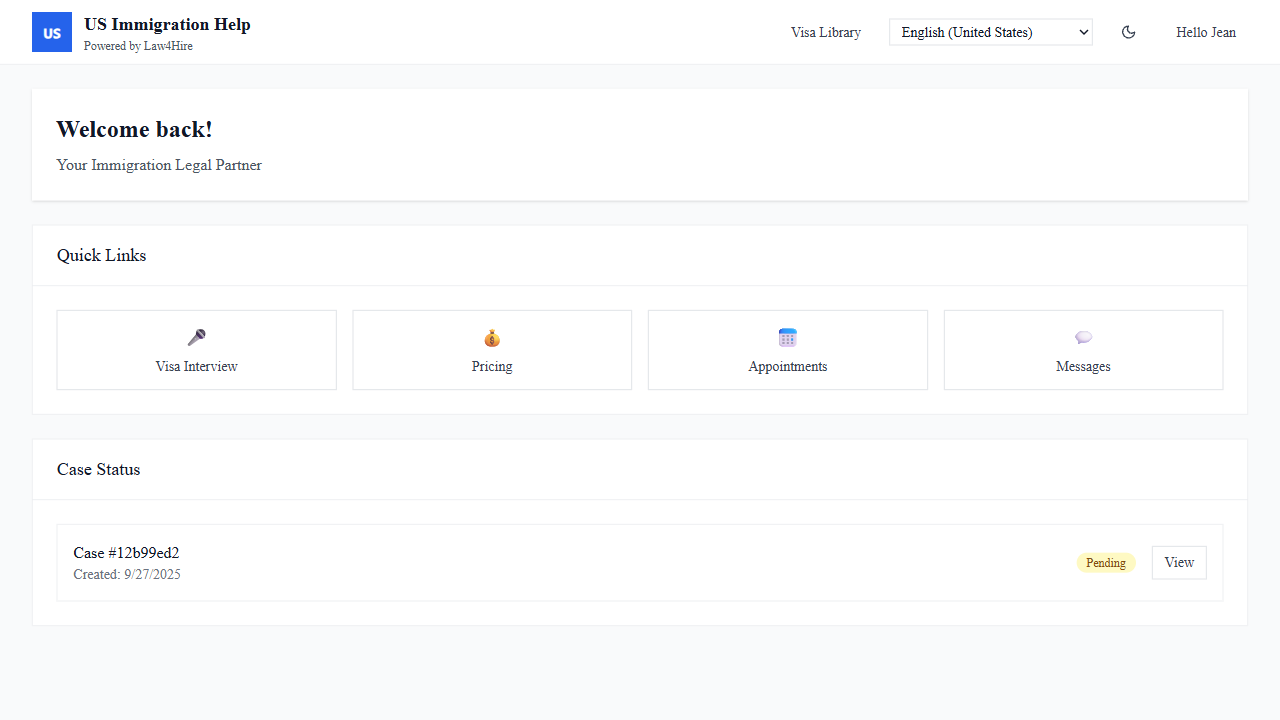 US
US Immigration Help
Powered by Law4Hire
Visa Library
English (United States)
Hello Jean
Welcome back!
Your Immigration Legal Partner
Quick Links
Visa Interview
Pricing
Appointments
Messages
Case Status
Case #12b99ed2
Created: 9/27/2025
Pending
View